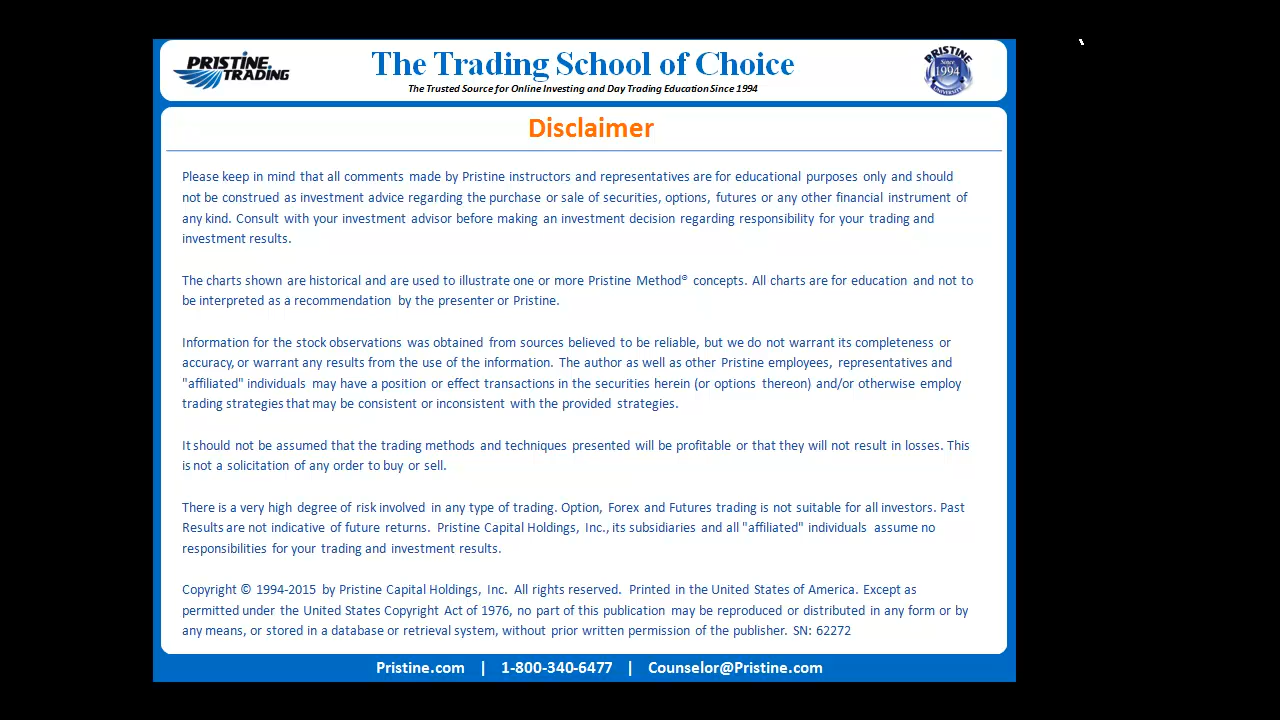 PRISTINE
TRADING
The Trading School of Choice
The Trusted Source for Online Investing and Day Trading Education Since 1994
PRISTINE
Since
1994
UNIVERSITY
Disclaimer
Please keep in mind that all comments made by Pristine instructors and representatives are for educational purposes only and should
not be construed as investment advice regarding the purchase or sale of securities, options, futures or any other financial instrument of
any kind. Consult with your investment advisor before making an investment decision regarding responsibility for your trading and
investment results.
The charts shown are historical and are used to illustrate one or more Pristine Method® concepts. All charts are for education and not to
be interpreted as a recommendation by the presenter or Pristine.
Information for the stock observations was obtained from sources believed to be reliable, but we do not warrant its completeness or
accuracy, or warrant any results from the use of the information. The author as well as other Pristine employees, representatives and
"affiliated" individuals may have a position or effect transactions in the securities herein (or options thereon) and/or otherwise employ
trading strategies that may be consistent or inconsistent with the provided strategies.
It should not be assumed that the trading methods and techniques presented will be profitable or that they will not result in losses. This
is not a solicitation of any order to buy or sell.
There is a very high degree of risk involved in any type of trading. Option, Forex and Futures trading is not suitable for all investors. Past
Results are not indicative of future returns. Pristine Capital Holdings, Inc., its subsidiaries and all "affiliated" individuals assume no
responsibilities for your trading and investment results.
Copyright © 1994-2015 by Pristine Capital Holdings, Inc. All rights reserved. Printed in the United States of America. Except as
permitted under the United States Copyright Act of 1976, no part of this publication may be reproduced or distributed in any form or by
any means, or stored in a database or retrieval system, without prior written permission of the publisher. SN: 62272
Pristine.com | 1-800-340-6477 | Counselor@Pristine.com